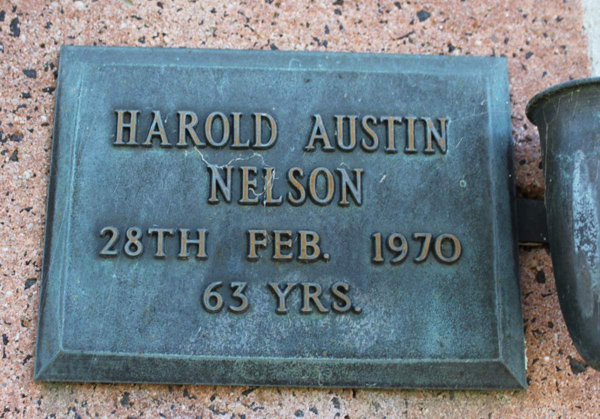 HAROLD AUSTIN
NELSON
28TH FEB. 1970
63 YRS.